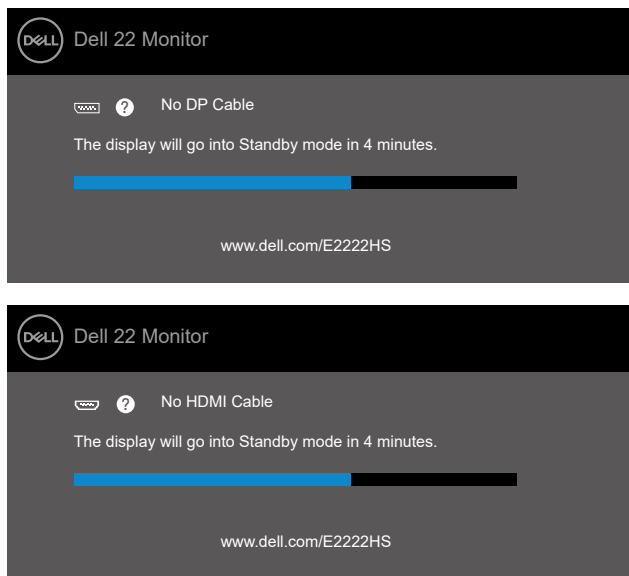 DELL Dell 22 Monitor
? No DP Cable
The display will go into Standby mode in 4 minutes.
www.dell.com/E2222HS
DELL Dell 22 Monitor
? No HDMI Cable
The display will go into Standby mode in 4 minutes.
www.dell.com/E2222HS